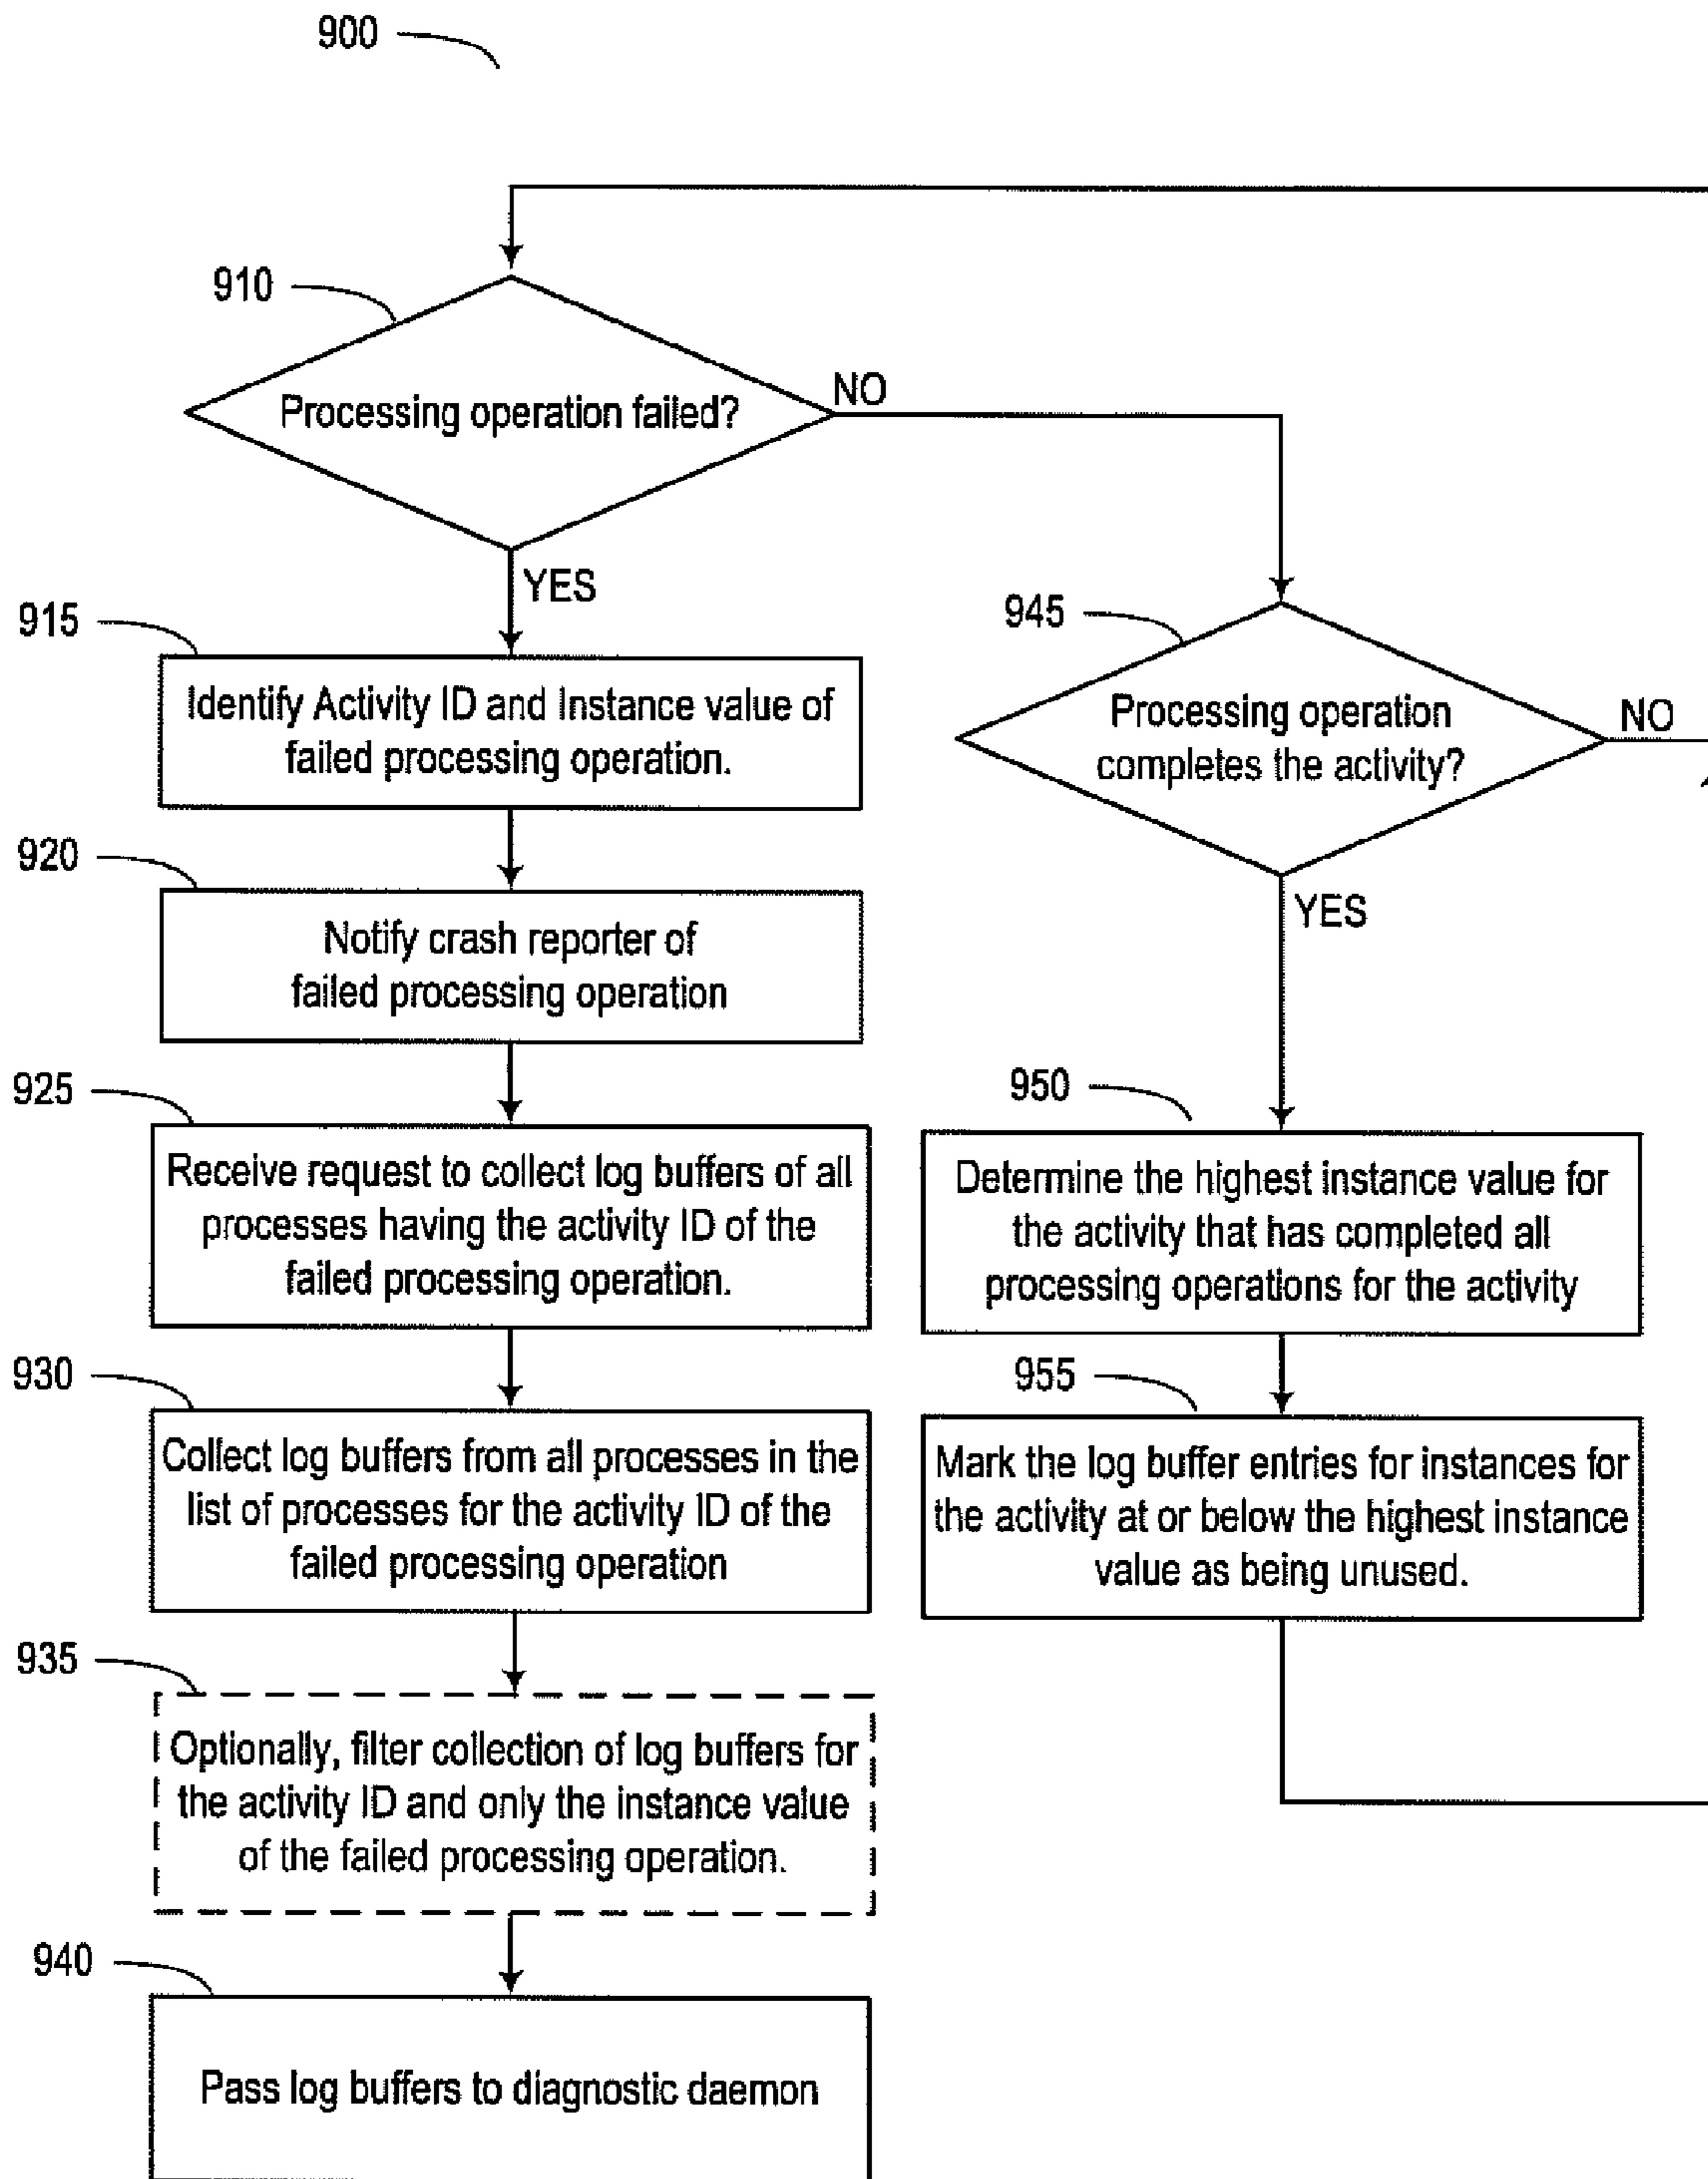 900
910
Processing operation failed?
NO
YES
915
Identify Activity ID and Instance value of
failed processing operation.
920
Notify crash reporter of
failed processing operation
925
Receive request to collect log buffers of all
processes having the activity ID of the
failed processing operation.
930
Collect log buffers from all processes in the
list of processes for the activity ID of the
failed processing operation
935
Optionally, filter collection of log buffers for
the activity ID and only the instance value
of the failed processing operation.
940
Pass log buffers to diagnostic daemon
945
Processing operation
completes the activity?
NO
YES
950
Determine the highest instance value for
the activity that has completed all
processing operations for the activity
955
Mark the log buffer entries for instances for
the activity at or below the highest instance
value as being unused.